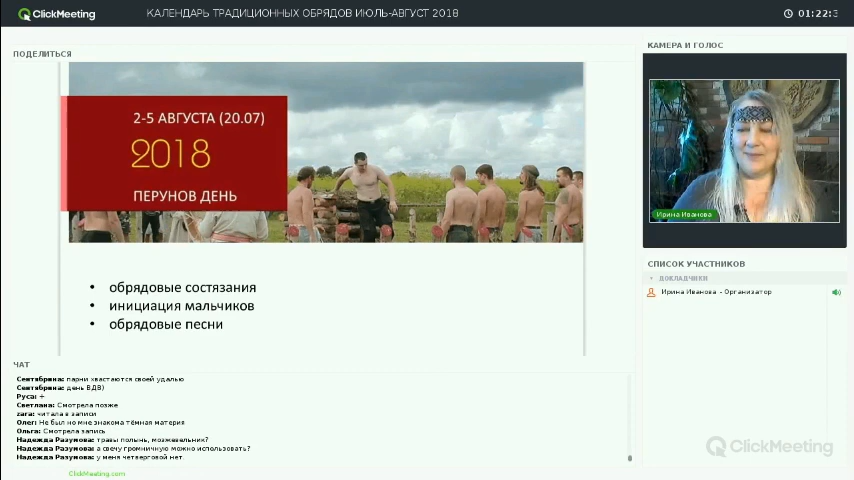 ClickMeeting
КАЛЕНДАРЬ ТРАДИЦИОННЫХ ОБРЯДОВ ИЮЛЬ-АВГУСТ 2018
01:22:3
ПОДЕЛИТЬСЯ
2-5 АВГУСТА (20.07)
2018
ПЕРУНОВ ДЕНЬ
• обрядовые состязания
• инициация мальчиков
• обрядовые песни
ЧАТ
Сентябрина: парни хвастаются своей удалью
Сентябрина: день ВДВ)
Руса: +
Светлана: Смотрела позже
zara: читала в записи
Олег: Не был но мне знакома тёмная материя
Ольга: Смотрела запись
Надежда Разумова: травы полынь, можжевельник?
Надежда Разумова: а свечу громничную можно использовать?
Надежда Разумова: у меня четверговой нет.
ClickMeeting.com
КАМЕРА И ГОЛОС
Ирина Иванова
СПИСОК УЧАСТНИКОВ
ДОКЛАДЧИКИ
Ирина Иванова - Организатор
ClickMeeting